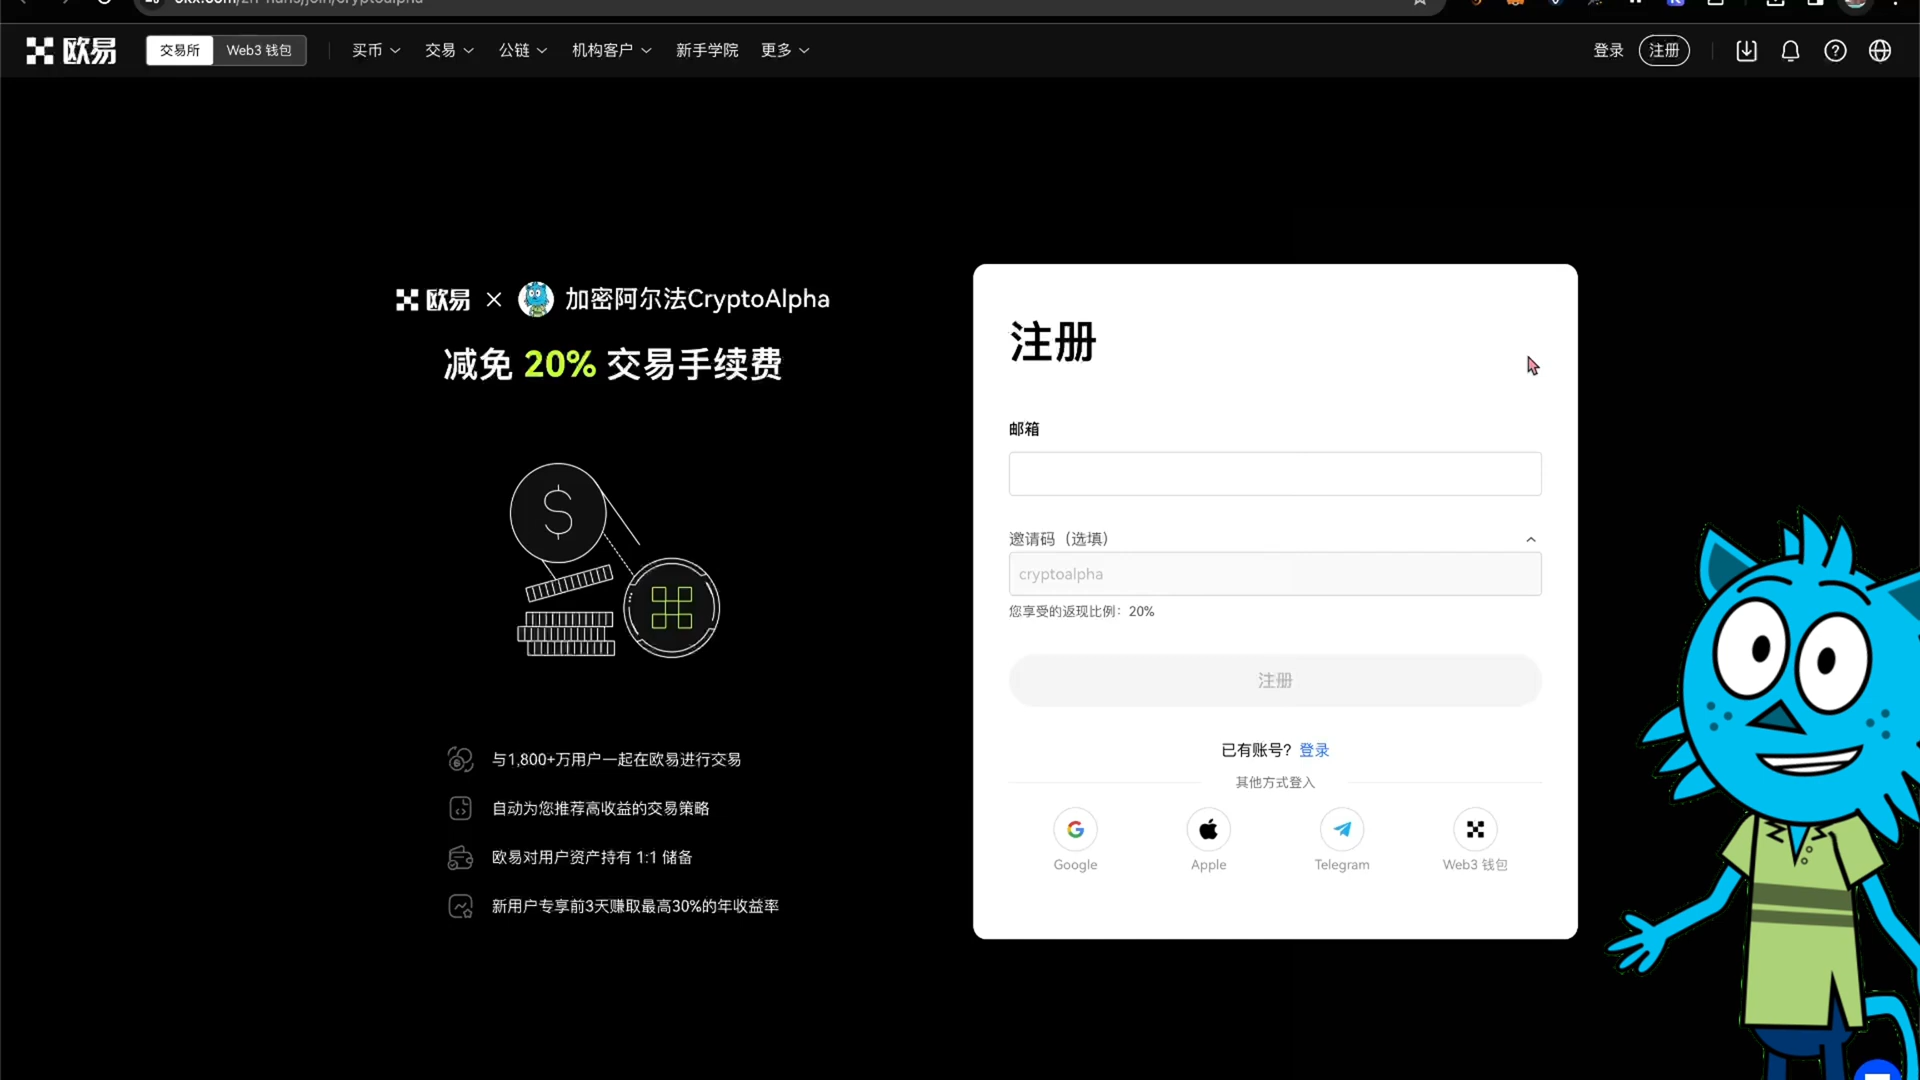 欧易
交易所
Web3 钱包
买币
交易
公链
机构客户
新手学院
更多
登录
注册
欧易
加密阿尔法CryptoAlpha
减免 20% 交易手续费
与1,800+万用户一起在欧易进行交易
自动为您推荐高收益的交易策略
欧易对用户资产持有 1:1 储备
新用户专享前3天赚取最高30%的年收益率
注册
邮箱
邀请码（选填）
cryptoalpha
您享受的返现比例：20%
注册
已有账号？登录
其他方式登入
Google
Apple
Telegram
Web3 钱包